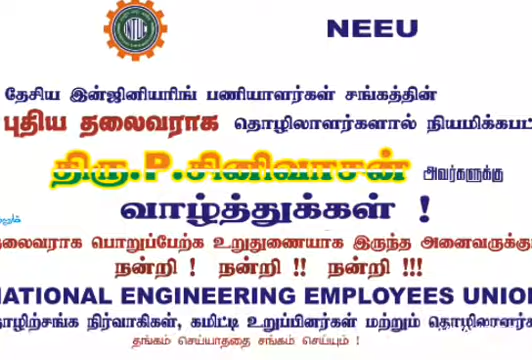 NEEU
தேசிய இன்ஜினியரிங் பணியாளர்கள் சங்கத்தின்
புதிய தலைவராக தொழிலாளர்களால் நியமிக்கபட்
திரு.P.சினிவாசன் அவர்களுக்கு
வாழ்த்துக்கள் !
தலைவராக பொறுப்பேற்க உறுதுணையாக இருந்த அனைவருக்கு
நன்றி ! நன்றி !! நன்றி !!!
NATIONAL ENGINEERING EMPLOYEES UNION
தொழிற்சங்க நிர்வாகிகள், கமிட்டி உறுப்பினர்கள் மற்றும் தொழிலாளர்க
தங்கம் செய்யாததை சங்கம் செய்யும் !